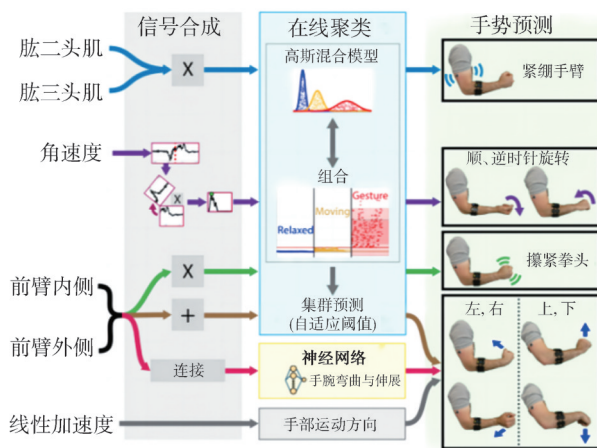 信号合成
在线聚类
手势预测
肱二头肌
肱三头肌
X
高斯混合模型
紧绷手臂
角速度
X
组合
Relaxed
Moving
Gesture
顺、逆时针旋转
前臂内侧
前臂外侧
X
+
集群预测
(自适应阈值)
攥紧拳头
左, 右
上, 下
连接
神经网络
手腕弯曲与伸展
线性加速度
手部运动方向